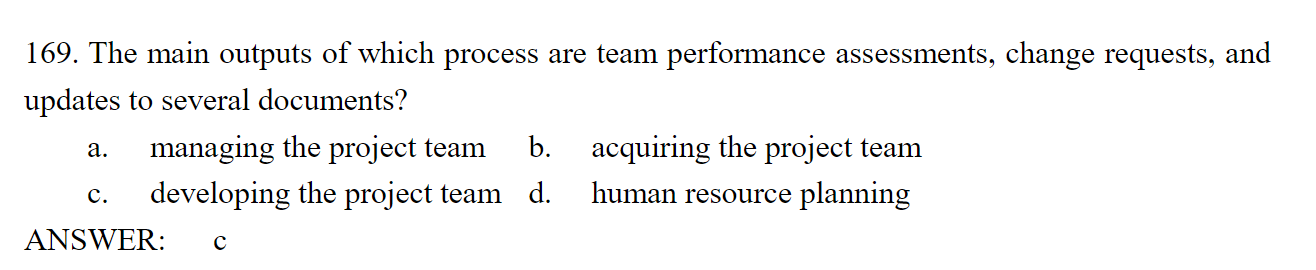 169. The main outputs of which process are team performance assessments, change requests, and
updates to several documents?
a. managing the project team b. acquiring the project team
c. developing the project team d. human resource planning
ANSWER: c